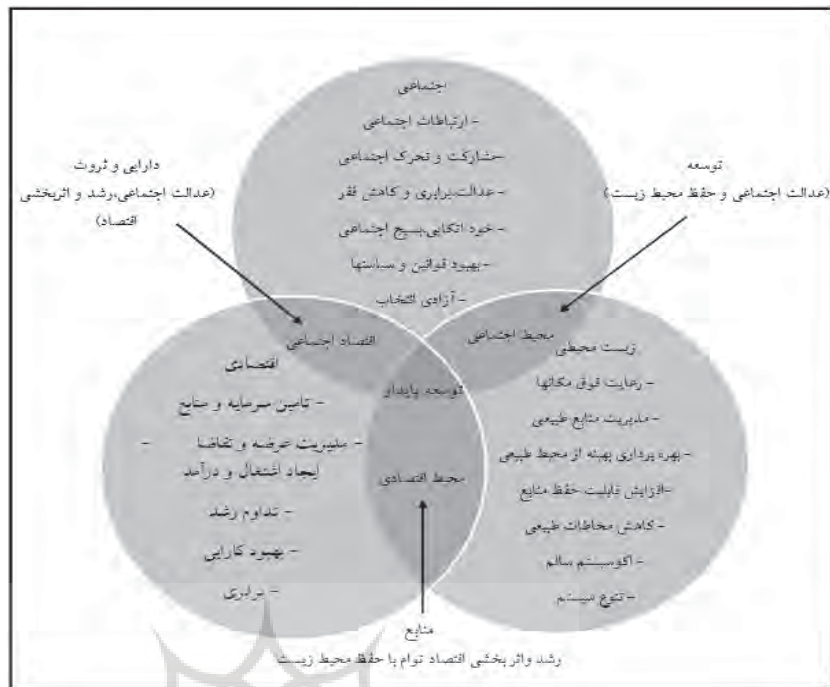 اجتماعی
- ارتباطات اجتماعی
-مشارکت و تحرک اجتماعی
-عدالت،برابری و کاهش فقر
-خود اتکایی،بسیج اجتماعی
-بهبود قوانین و سیاستها
- آزادی انتخاب
توسعه
(عدالت اجتماعی و حفظ محیط زیست)
دارایی و ثروت
(عدالت اجتماعی،رشد و اثربخشی
اقتصاد)
محیط اجتماعی
اقتصاد اجتماعی
توسعه پایدار
محیط اقتصادی
زیست محیطی
- رعایت فوق مکانها
- مدیریت منابع طبیعی
- بهره برداری بهینه از محیط طبیعی
-افزایش قابلیت حفظ منابع
- کاهش مخاطات طبیعی
- اکوسیستم سالم
- تنوع سیستم
اقتصادی
- تامین سرمایه و منابع
- مدیریت عرضه و تقاضا -
ایجاد اشتغال و درآمد
- تداوم رشد
- بهبود کارایی
- برابری
منابع
رشد و اثر بخشی اقتصاد توام با حفظ محیط زیست